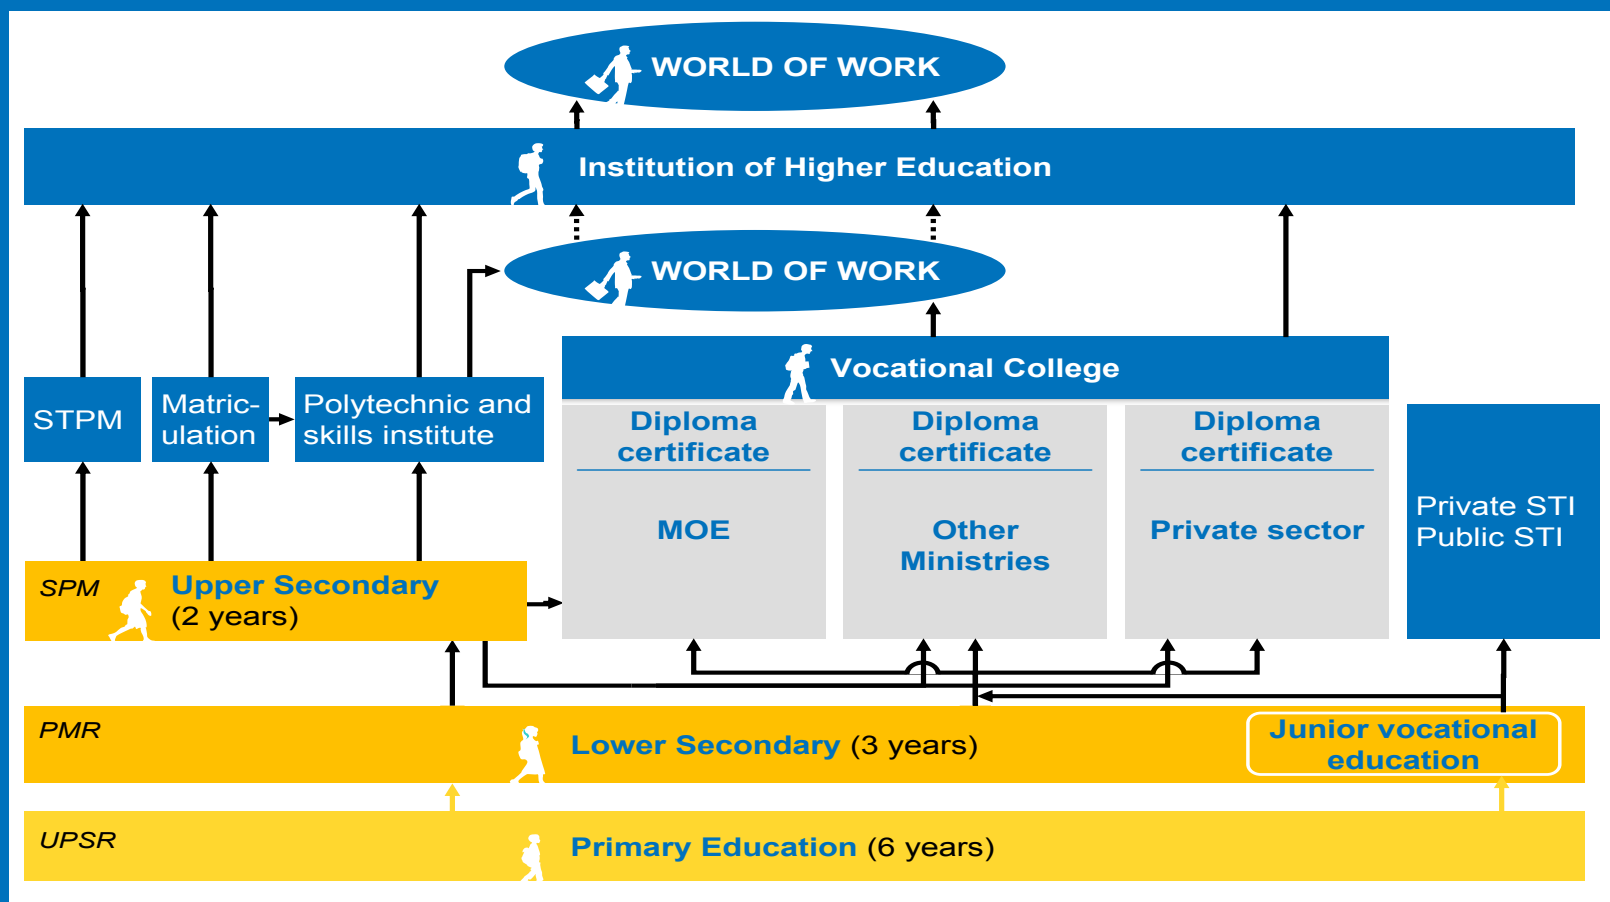 WORLD OF WORK
Institution of Higher Education
WORLD OF WORK
Vocational College
STPM
Matric-
ulation
Polytechnic and
skills institute
Diploma
certificate
MOE
Diploma
certificate
Other
Ministries
Diploma
certificate
Private sector
Private STI
Public STI
SPM
Upper Secondary
(2 years)
PMR
Lower Secondary (3 years)
Junior vocational
education
UPSR
Primary Education (6 years)